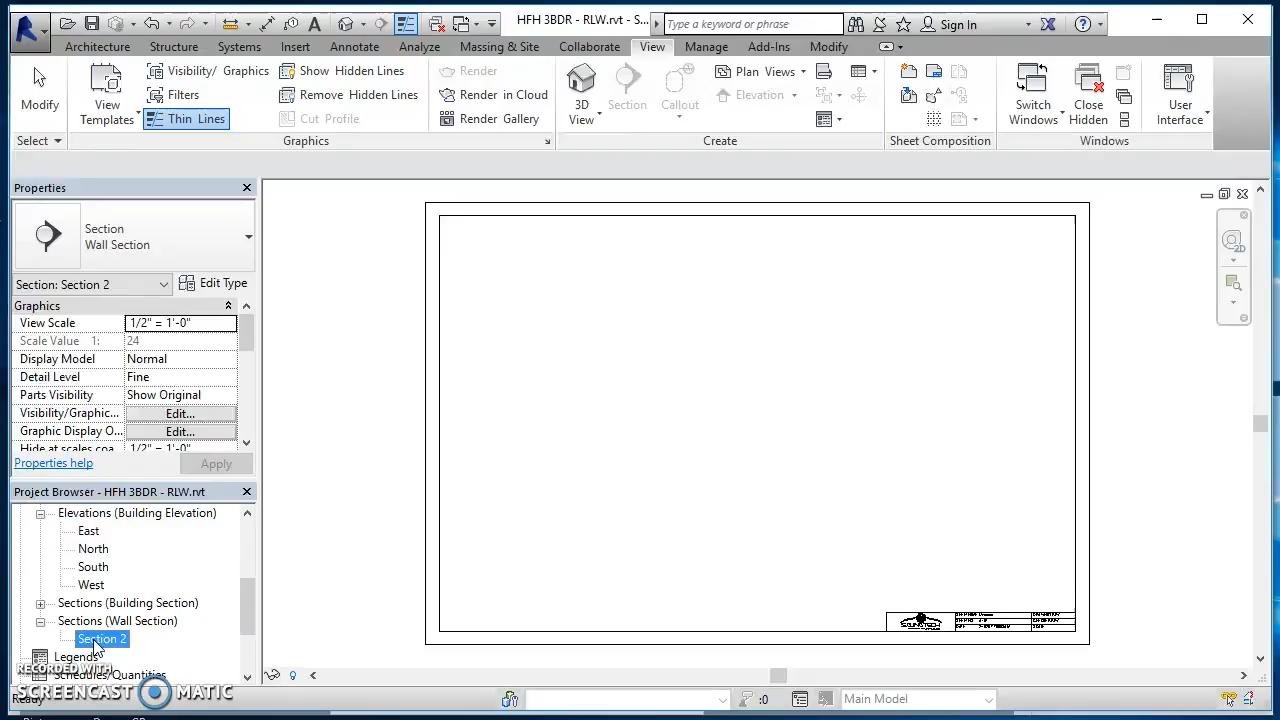 HFH 3BDR - RLW.rvt - S...
Type a keyword or phrase
Sign In
Architecture
Structure
Systems
Insert
Annotate
Analyze
Massing & Site
Collaborate
View
Manage
Add-Ins
Modify
Modify
View Templates
Visibility/ Graphics
Filters
Thin Lines
Show Hidden Lines
Remove Hidden Lines
Cut Profile
Render
Render in Cloud
Render Gallery
3D View
Section
Callout
Plan Views
Elevation
Switch Windows
Close Hidden
User Interface
Select
Graphics
Create
Sheet Composition
Windows
Properties
Section
Wall Section
Section: Section 2
Edit Type
Graphics
View Scale 1/2" = 1'-0"
Scale Value 1: 24
Display Model Normal
Detail Level Fine
Parts Visibility Show Original
Visibility/Graphic... Edit...
Graphic Display O... Edit...
Hide at scales coa... 1/2" = 1'-0"
Properties help
Apply
Project Browser - HFH 3BDR - RLW.rvt
Elevations (Building Elevation)
East
North
South
West
Sections (Building Section)
Sections (Wall Section)
Section 2
Legends
Schedules/Quantities
RECORDED WITH
SCREENCAST MATIC
Ready
:0
Main Model
2D